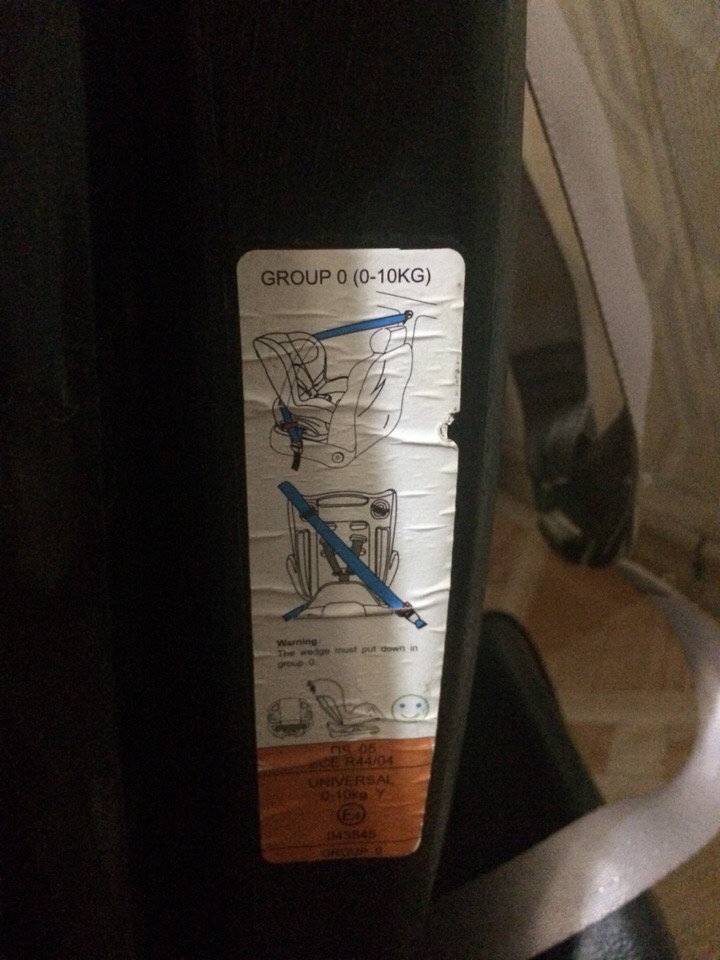 GROUP 0 (0-10KG)
Warning:
The wedge must put down in
group 0.
05
ECE R44/04
UNIVERSAL
0-10kg Y
E4
043845
GROUP 0